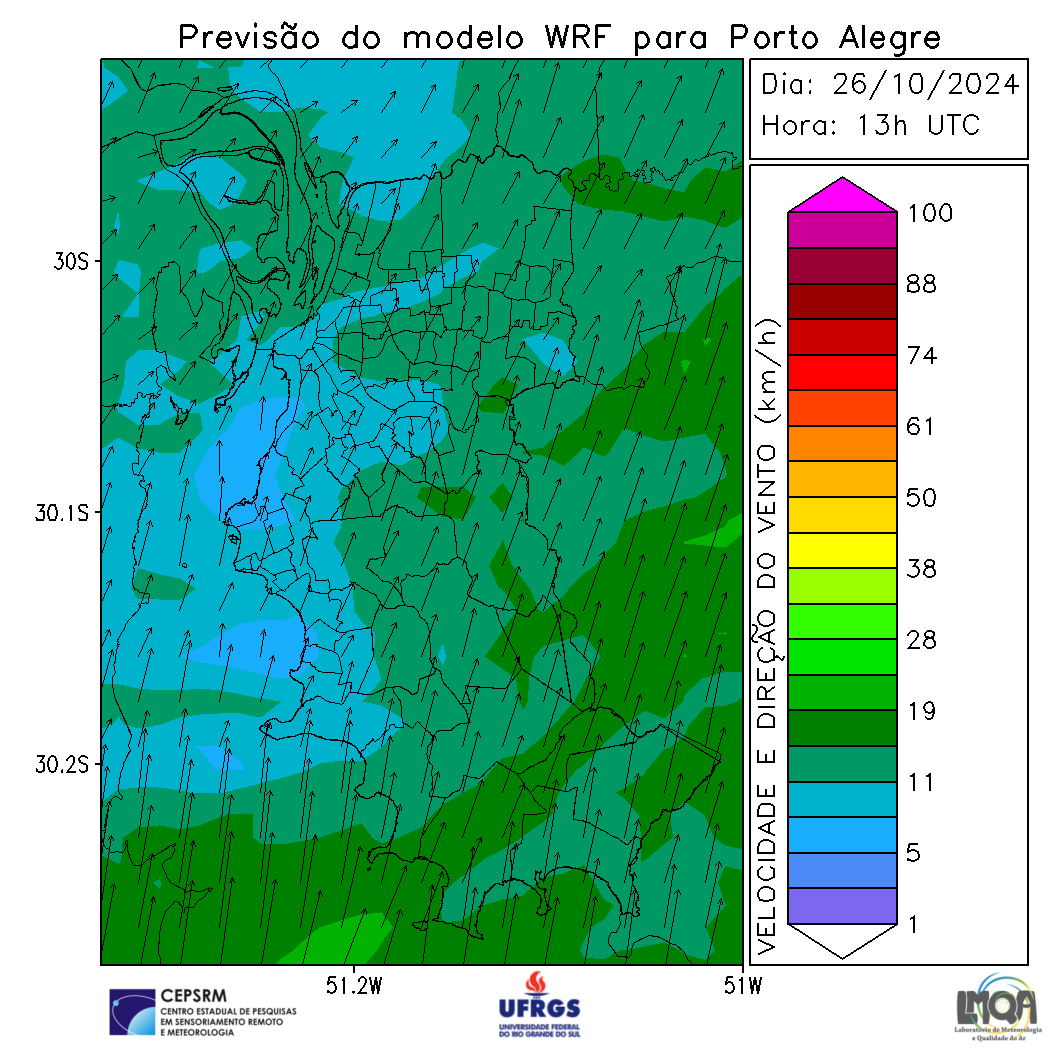 Previsão do modelo WRF para Porto Alegre
Dia: 26/10/2024
Hora: 13h UTC
30S
30.1S
30.2S
51.2W
51W
VELOCIDADE E DIREÇÃO DO VENTO (km/h)
100
88
74
61
50
38
28
19
11
5
1
CEPSRM
CENTRO ESTADUAL DE PESQUISAS
EM SENSORIAMENTO REMOTO
E METEOROLOGIA
UFRGS
UNIVERSIDADE FEDERAL
DO RIO GRANDE DO SUL
LMQA
Laboratório de Meteorologia
e Qualidade do Ar